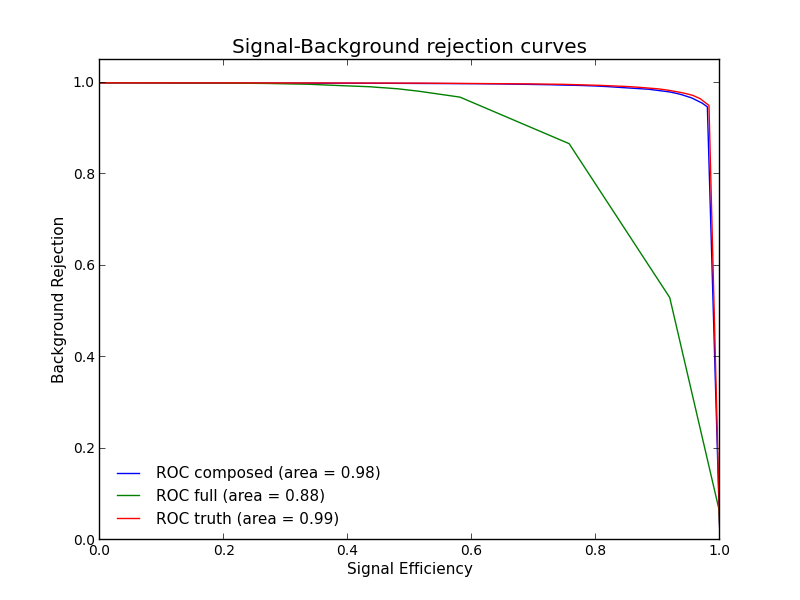 Signal-Background rejection curves
1.0
0.8
0.6
0.4
0.2
0.0
Background Rejection
ROC composed (area = 0.98)
ROC full (area = 0.88)
ROC truth (area = 0.99)
0.0 0.2 0.4 0.6 0.8 1.0
Signal Efficiency